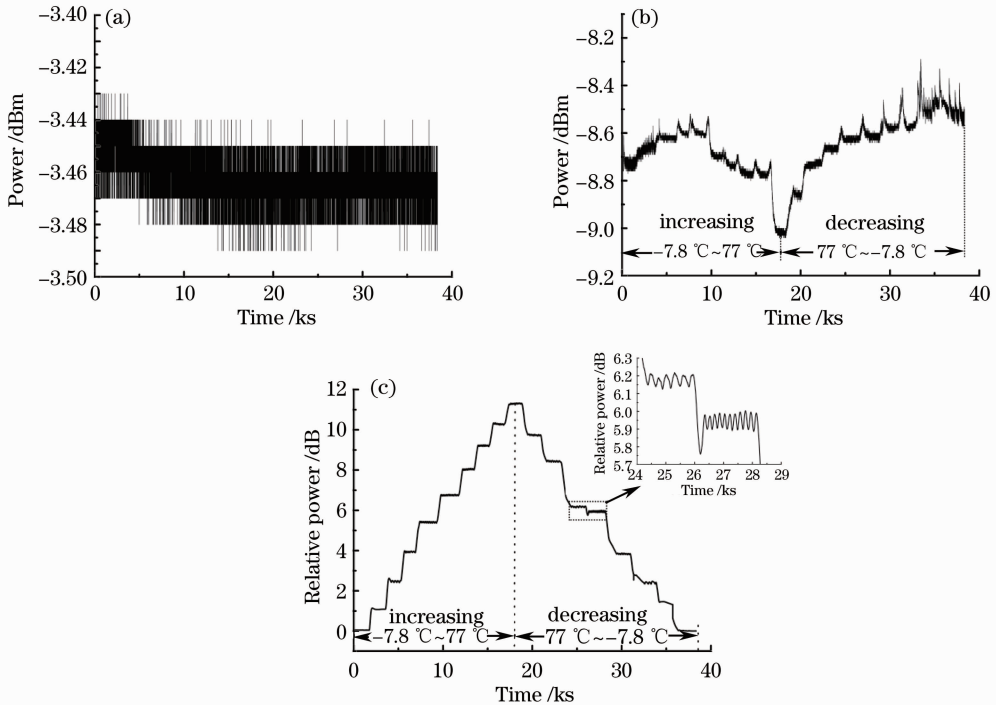 (a)
Power /dBm
−3.40
−3.42
−3.44
−3.46
−3.48
−3.50
0 10 20 30 40
Time /ks
(b)
Power /dBm
−8.2
−8.4
−8.6
−8.8
−9.0
−9.2
increasing decreasing
−7.8 ℃~77 ℃ 77 ℃~−7.8 ℃
0 10 20 30 40
Time /ks
(c)
Relative power /dB
12
10
8
6
4
2
0
increasing decreasing
−7.8 ℃~77 ℃ 77 ℃~−7.8 ℃
0 10 20 30 40
Time /ks
Relative power /dB
6.3
6.2
6.1
6.0
5.9
5.8
5.7
24 25 26 27 28 29
Time /ks